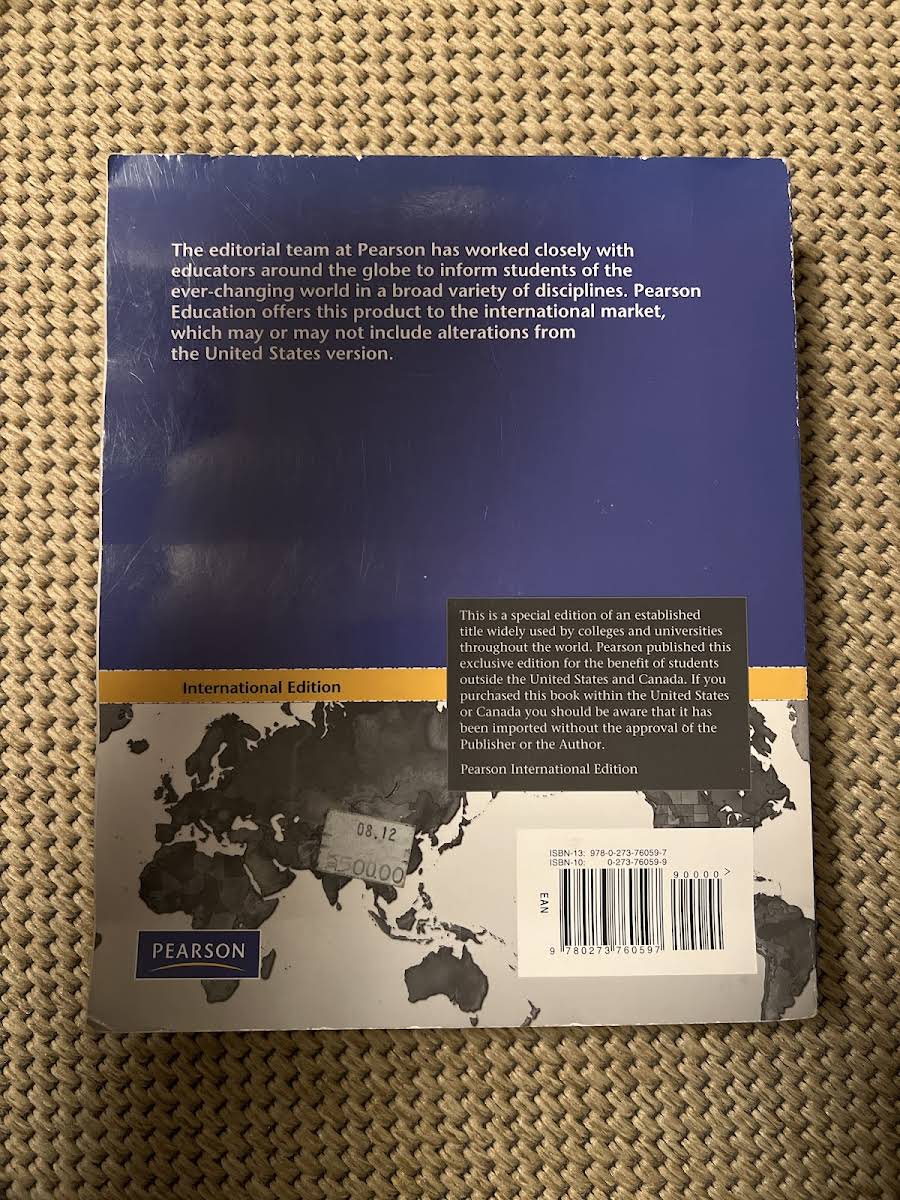 The editorial team at Pearson has worked closely with
educators around the globe to inform students of the
ever-changing world in a broad variety of disciplines. Pearson
Education offers this product to the international market,
which may or may not include alterations from
the United States version.
This is a special edition of an established
title widely used by colleges and universities
throughout the world. Pearson published this
exclusive edition for the benefit of students
outside the United States and Canada. If you
purchased this book within the United States
or Canada you should be aware that it has
been imported without the approval of the
Publisher or the Author.
Pearson International Edition
International Edition
08.12
PEARSON
ISBN-13: 978-0-273-76059-7
ISBN-10: 0-273-76059-9
90000>
EAN
9 780273 760597